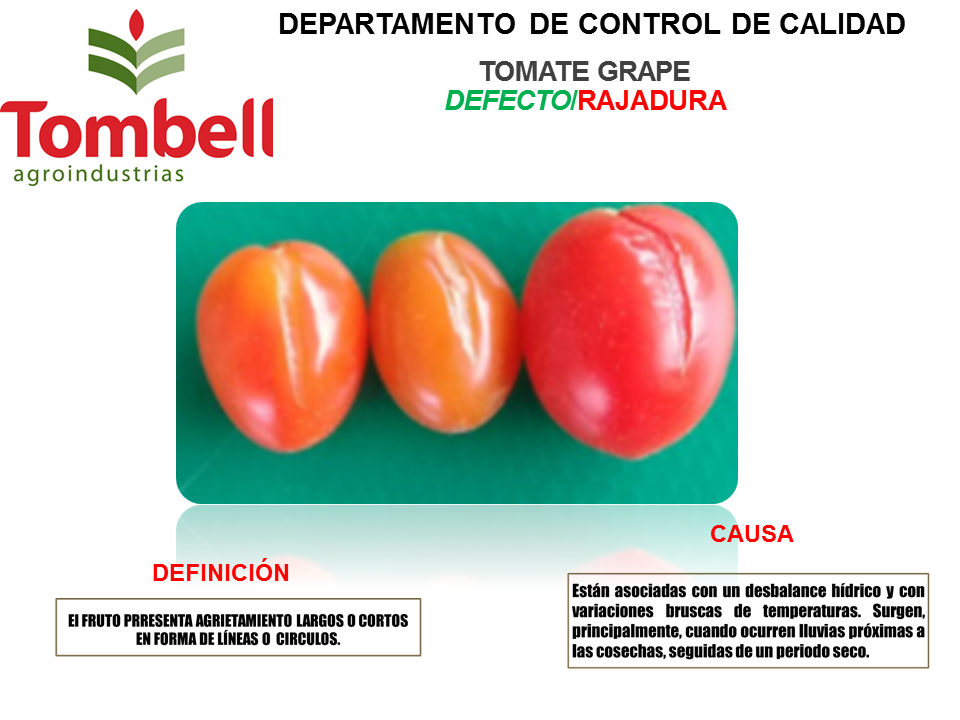 DEPARTAMENTO DE CONTROL DE CALIDAD
TOMATE GRAPE
DEFECTO/RAJADURA
Tombell
agroindustrias
DEFINICIÓN
El FRUTO PRRESENTA AGRIETAMIENTO LARGOS O CORTOS
EN FORMA DE LÍNEAS O CIRCULOS.
CAUSA
Están asociadas con un desbalance hídrico y con
variaciones bruscas de temperaturas. Surgen,
principalmente, cuando ocurren lluvias próximas a
las cosechas, seguidas de un periodo seco.